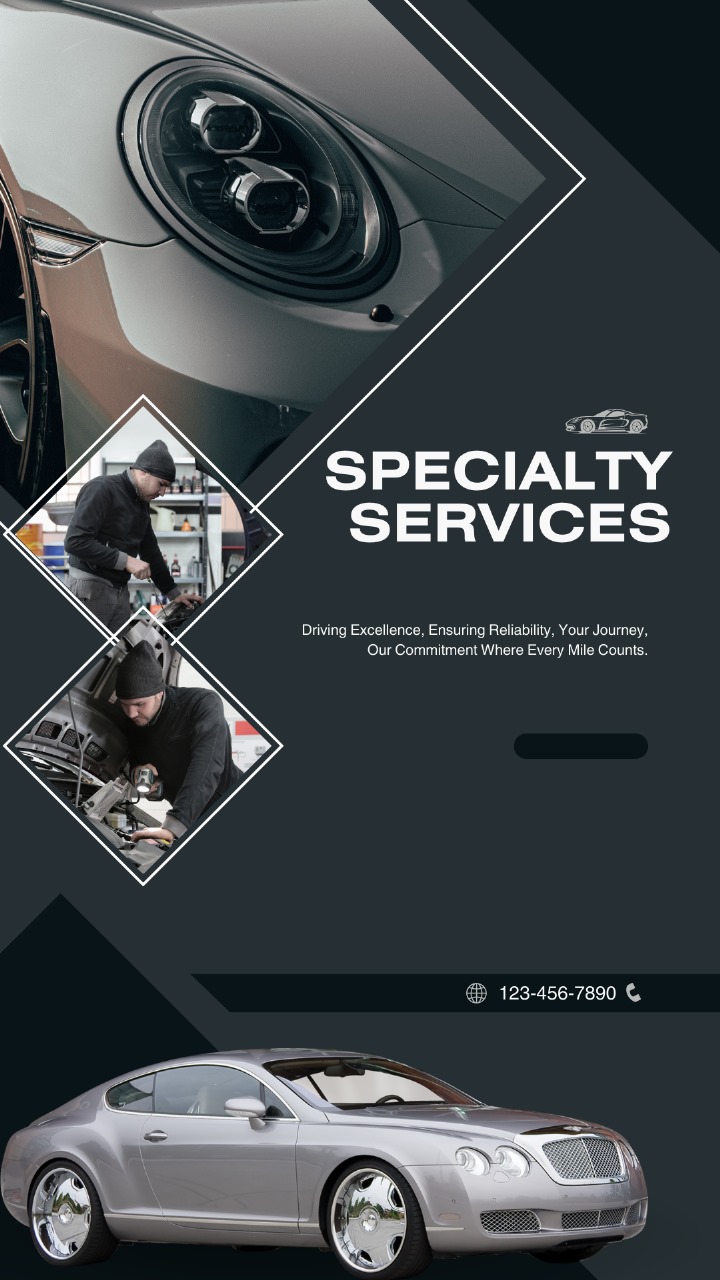 SPECIALTY
SERVICES
Driving Excellence, Ensuring Reliability, Your Journey,
Our Commitment Where Every Mile Counts.
123-456-7890